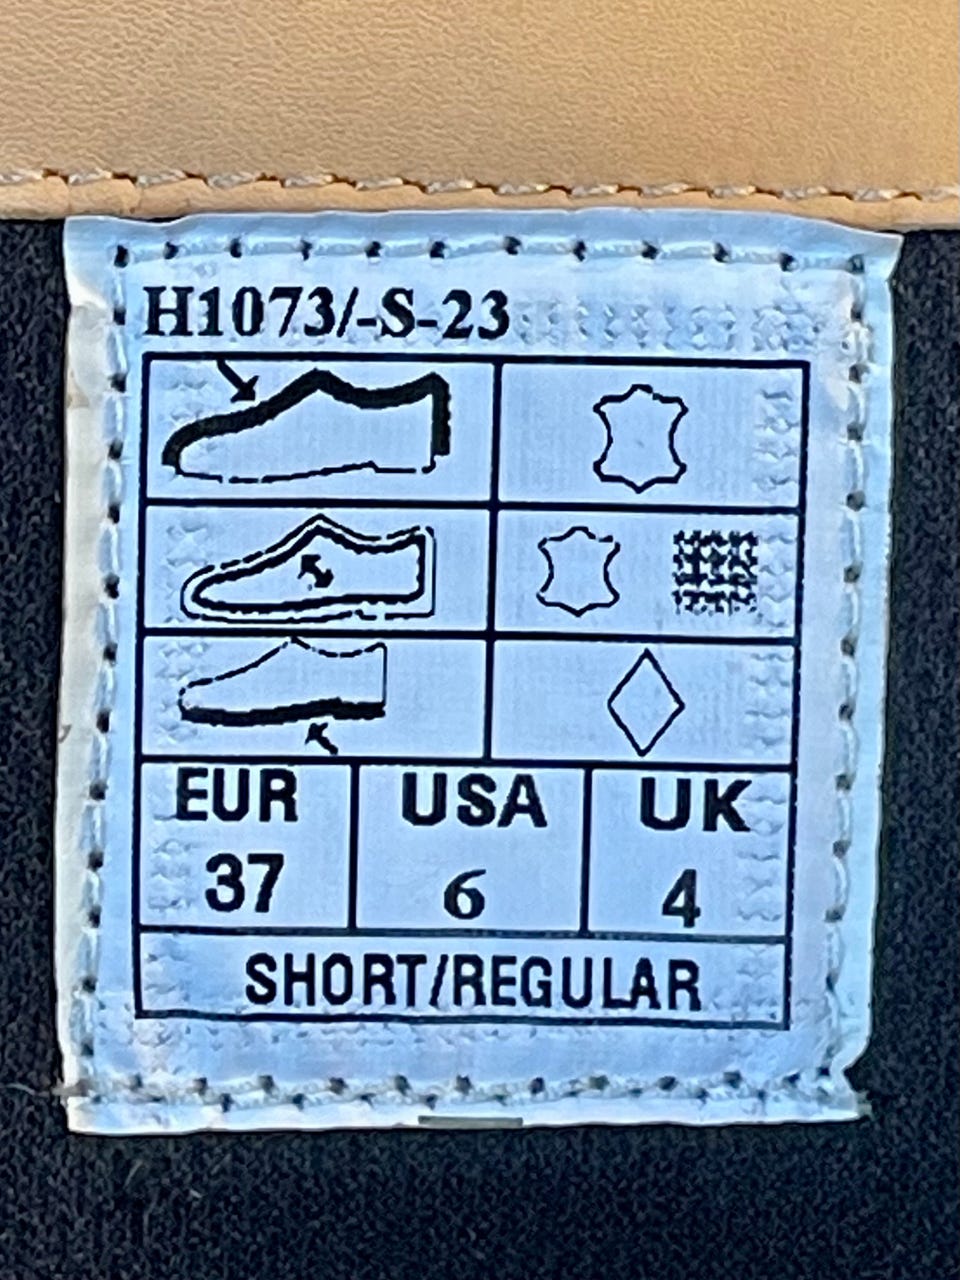 H1073/-S-23
EUR USA UK
37 6 4
SHORT/REGULAR